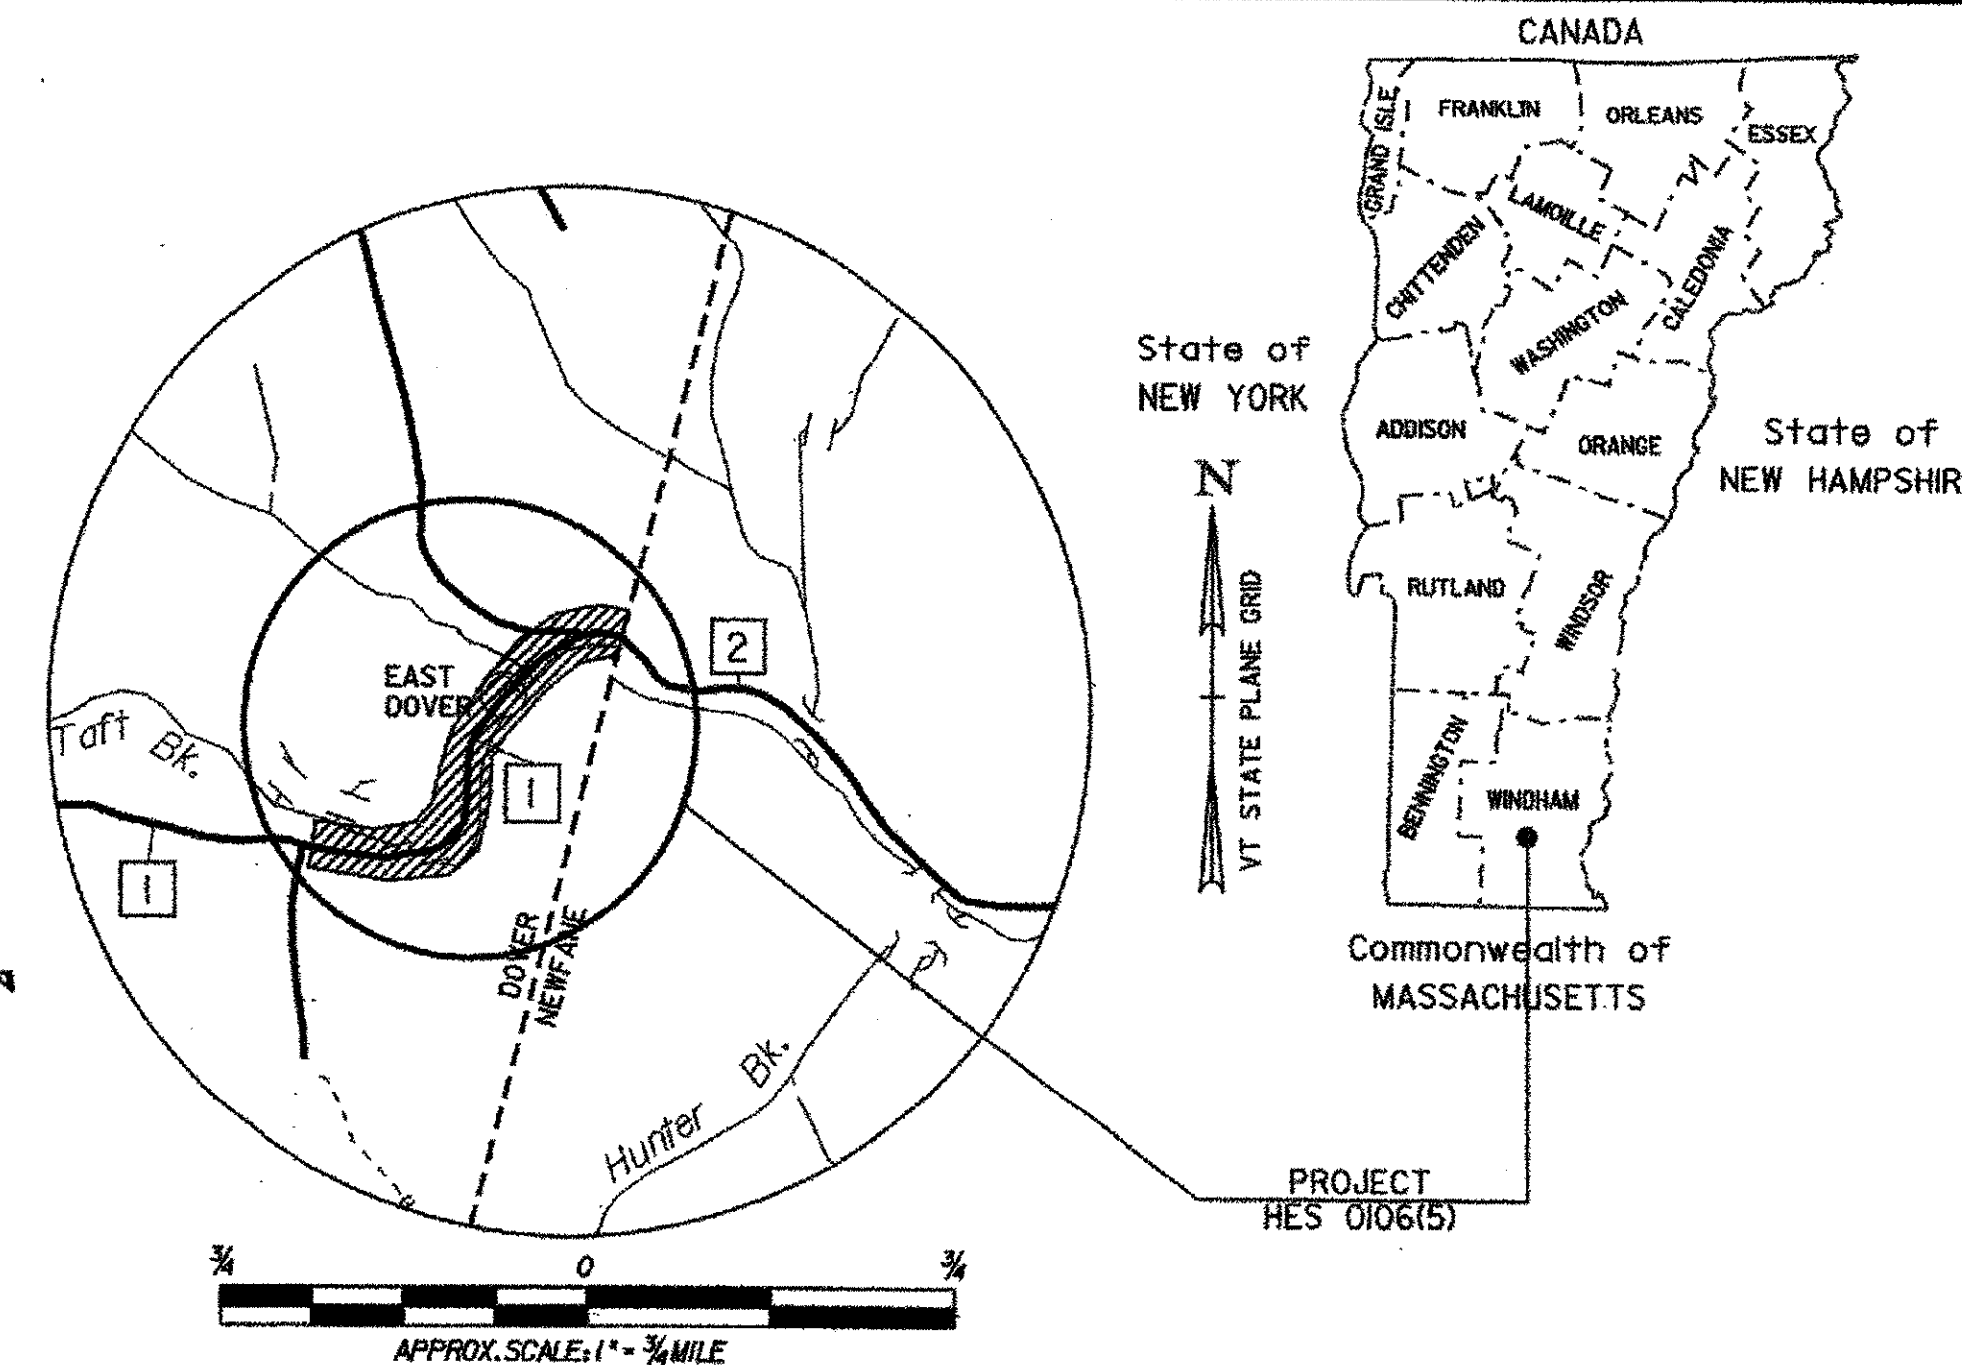 CANADA
GRAND ISLE
FRANKLIN
ORLEANS
ESSEX
LAMOILLE
CHITTENDEN
CALEDONIA
WASHINGTON
State of
NEW YORK
ADDISON
ORANGE
State of
NEW HAMPSHIR
N
VT STATE PLANE GRID
RUTLAND
WINDSOR
BENNINGTON
WINDHAM
Commonwealth of
MASSACHUSETTS
2
EAST
DOVER
Taft Bk.
1
1
DOVER
NEWFANE
Hunter Bk.
PROJECT
HES 0106(5)
3/4 0 3/4
APPROX. SCALE: 1" = 3/4 MILE